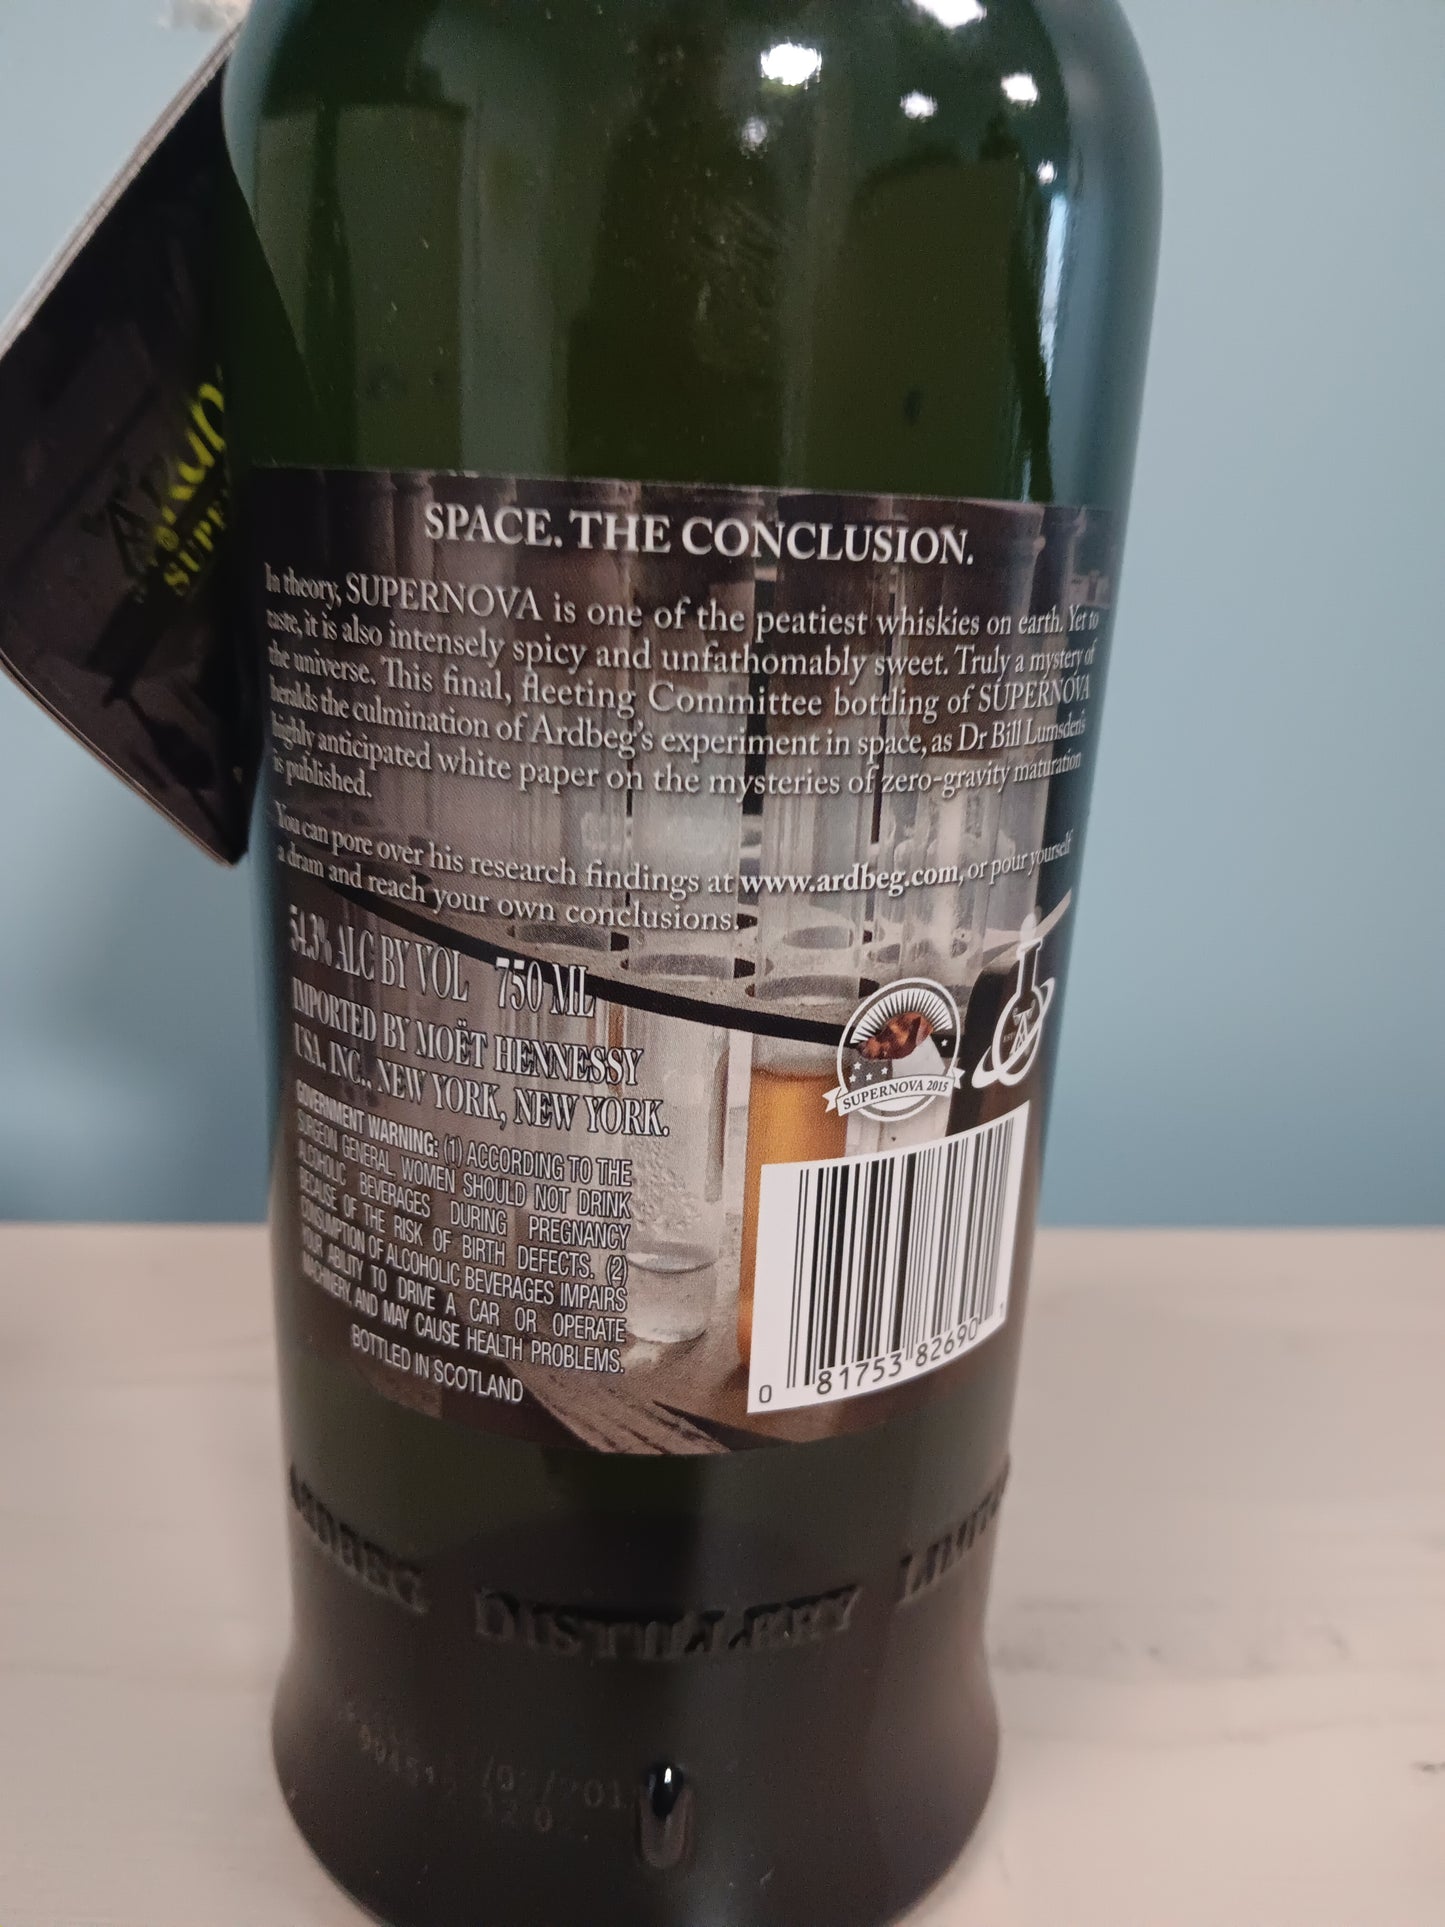 SPACE. THE CONCLUSION.
In theory, SUPERNOVA is one of the peatiest whiskies on earth. Yet to
taste, it is also intensely spicy and unfathomably sweet. Truly a mystery of
the universe. This final, fleeting Committee bottling of SUPERNOVA
heralds the culmination of Ardbeg's experiment in space, as Dr Bill Lumsden's
highly anticipated white paper on the mysteries of zero-gravity maturation
is published.
You can pore over his research findings at www.ardbeg.com, or pour yourself
a dram and reach your own conclusions.
54.3% ALC BY VOL 750 ML
IMPORTED BY MOËT HENNESSY
USA, INC., NEW YORK, NEW YORK.
GOVERNMENT WARNING: (1) ACCORDING TO THE
SURGEON GENERAL, WOMEN SHOULD NOT DRINK
ALCOHOLIC BEVERAGES DURING PREGNANCY
BECAUSE OF THE RISK OF BIRTH DEFECTS. (2)
CONSUMPTION OF ALCOHOLIC BEVERAGES IMPAIRS
YOUR ABILITY TO DRIVE A CAR OR OPERATE
MACHINERY, AND MAY CAUSE HEALTH PROBLEMS.
BOTTLED IN SCOTLAND
SUPERNOVA 2015
0 81753 82690 1
ARDBEG DISTILLERY LIMITED